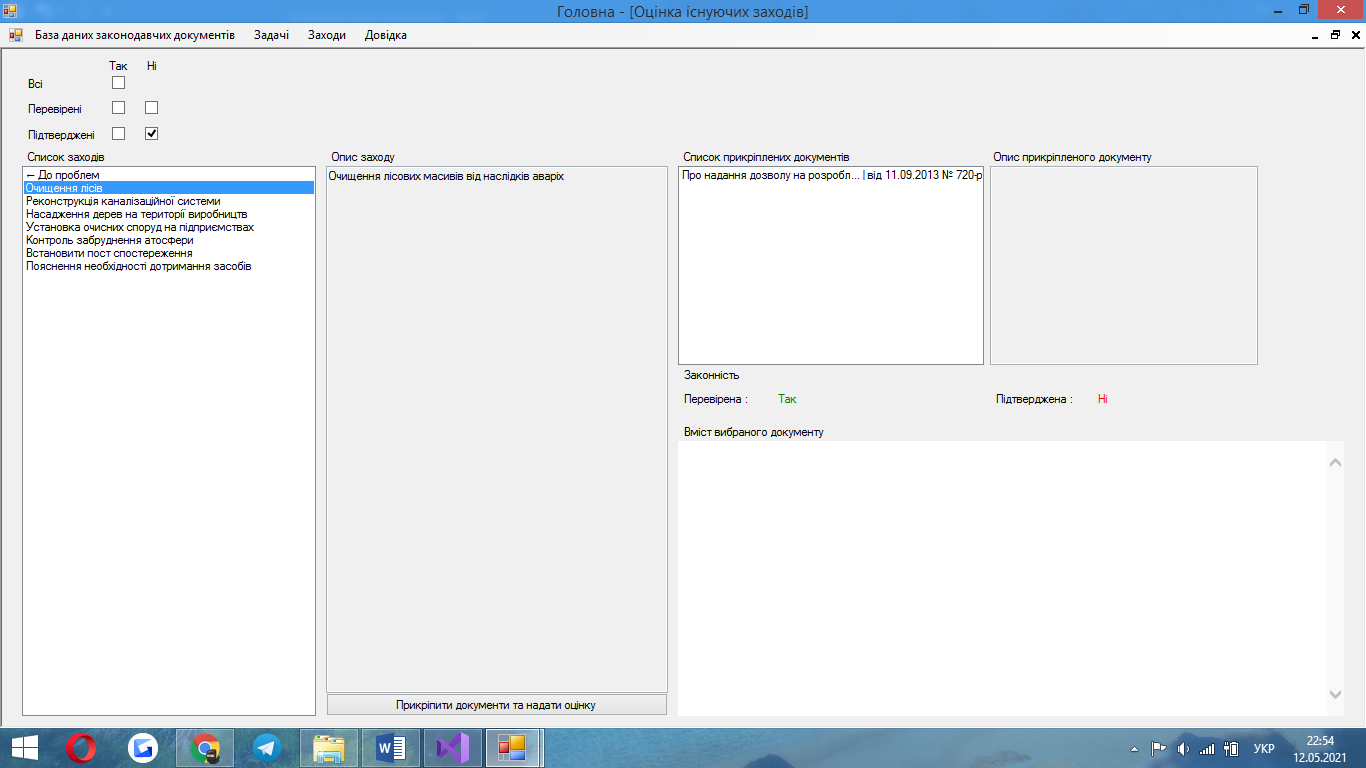 Головна - [Оцінка існуючих заходів]
База даних законодавчих документів Задачі Заходи Довідка
Так Ні
Всі
Перевірені
Підтверджені
Список заходів
← До проблем
Очищення лісів
Реконструкція каналізаційної системи
Насадження дерев на території виробництв
Установка очисних споруд на підприємствах
Контроль забруднення атосфери
Встановити пост спостереження
Пояснення необхідності дотримання засобів
Опис заходу
Очищення лісових масивів від наслідків аваріх
Прикріпити документи та надати оцінку
Список прикріплених документів
Про надання дозволу на розробл... | від 11.09.2013 № 720-р
Опис прикріпленого документу
Законність
Перевірена : Так Підтверджена : Ні
Вміст вибраного документу
УКР
22:54
12.05.2021